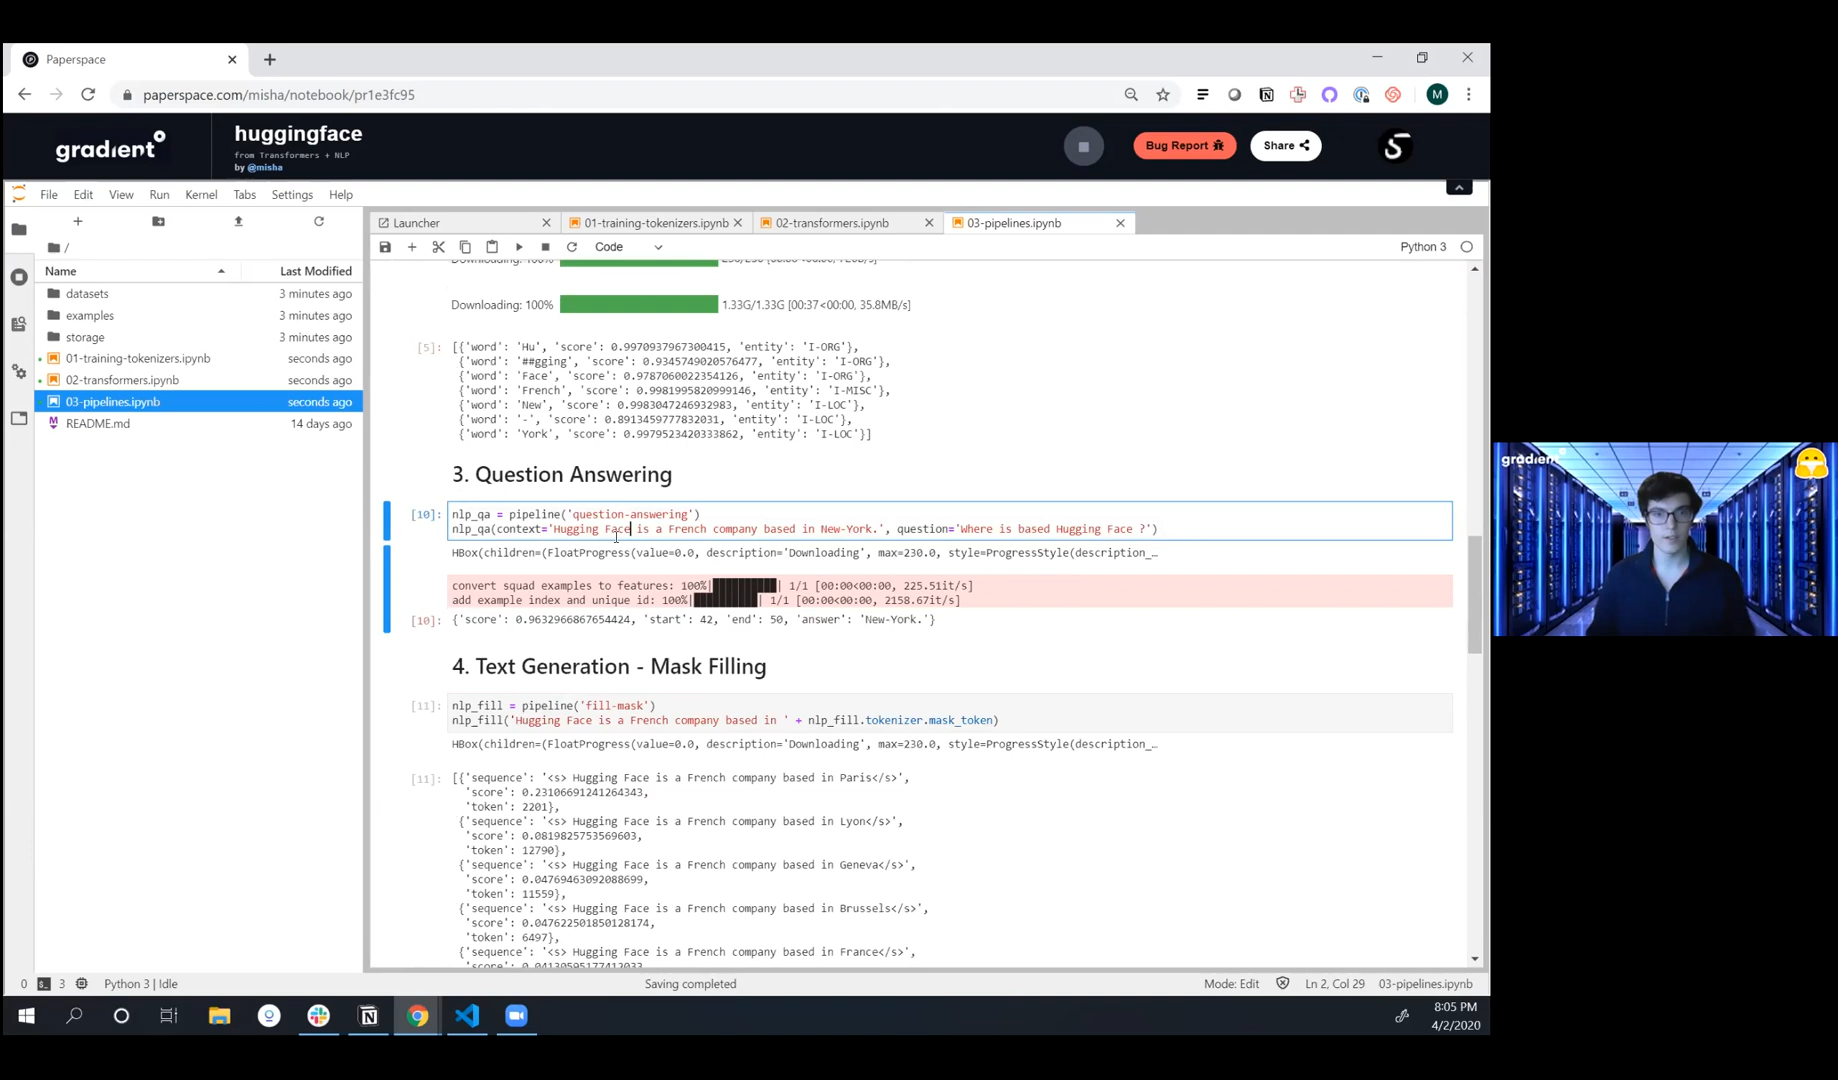 Paperspace
paperspace.com/misha/notebook/pr1e3fc95
M
gradient
huggingface
from Transformers + NLP
by @misha
Bug Report
Share
File Edit View Run Kernel Tabs Settings Help
Launcher
01-training-tokenizers.ipynb
02-transformers.ipynb
03-pipelines.ipynb
Code
Python 3
/
Name Last Modified
datasets 3 minutes ago
examples 3 minutes ago
storage 3 minutes ago
01-training-tokenizers.ipynb seconds ago
02-transformers.ipynb seconds ago
03-pipelines.ipynb seconds ago
README.md 14 days ago
Downloading: 100%
Downloading: 100% 1.33G/1.33G [00:37<00:00, 35.8MB/s]
[5]: [{'word': 'Hu', 'score': 0.9970937967300415, 'entity': 'I-ORG'},
{'word': '##gging', 'score': 0.9345749020576477, 'entity': 'I-ORG'},
{'word': 'Face', 'score': 0.9787060022354126, 'entity': 'I-ORG'},
{'word': 'French', 'score': 0.9981995820999146, 'entity': 'I-MISC'},
{'word': 'New', 'score': 0.9983047246932983, 'entity': 'I-LOC'},
{'word': '-', 'score': 0.8913459777832031, 'entity': 'I-LOC'},
{'word': 'York', 'score': 0.9979523420333862, 'entity': 'I-LOC'}]
3. Question Answering
[10]: nlp_qa = pipeline('question-answering')
nlp_qa(context='Hugging Face is a French company based in New-York.', question='Where is based Hugging Face ?')
HBox(children=(FloatProgress(value=0.0, description='Downloading', max=230.0, style=ProgressStyle(description_…
convert squad examples to features: 100%|██████████| 1/1 [00:00<00:00, 225.51it/s]
add example index and unique id: 100%|██████████| 1/1 [00:00<00:00, 2158.67it/s]
[10]: {'score': 0.9632966867654424, 'start': 42, 'end': 50, 'answer': 'New-York.'}
4. Text Generation - Mask Filling
[11]: nlp_fill = pipeline('fill-mask')
nlp_fill('Hugging Face is a French company based in ' + nlp_fill.tokenizer.mask_token)
HBox(children=(FloatProgress(value=0.0, description='Downloading', max=230.0, style=ProgressStyle(description_…
[11]: [{'sequence': '<s> Hugging Face is a French company based in Paris</s>',
'score': 0.23106691241264343,
'token': 2201},
{'sequence': '<s> Hugging Face is a French company based in Lyon</s>',
'score': 0.0819825753569603,
'token': 12790},
{'sequence': '<s> Hugging Face is a French company based in Geneva</s>',
'score': 0.04769463092088699,
'token': 11559},
{'sequence': '<s> Hugging Face is a French company based in Brussels</s>',
'score': 0.047622501850128174,
'token': 6497},
{'sequence': '<s> Hugging Face is a French company based in France</s>',
'score': 0.04130595177412033,
gradient
0 3 Python 3 | Idle Saving completed Mode: Edit Ln 2, Col 29 03-pipelines.ipynb
8:05 PM
4/2/2020